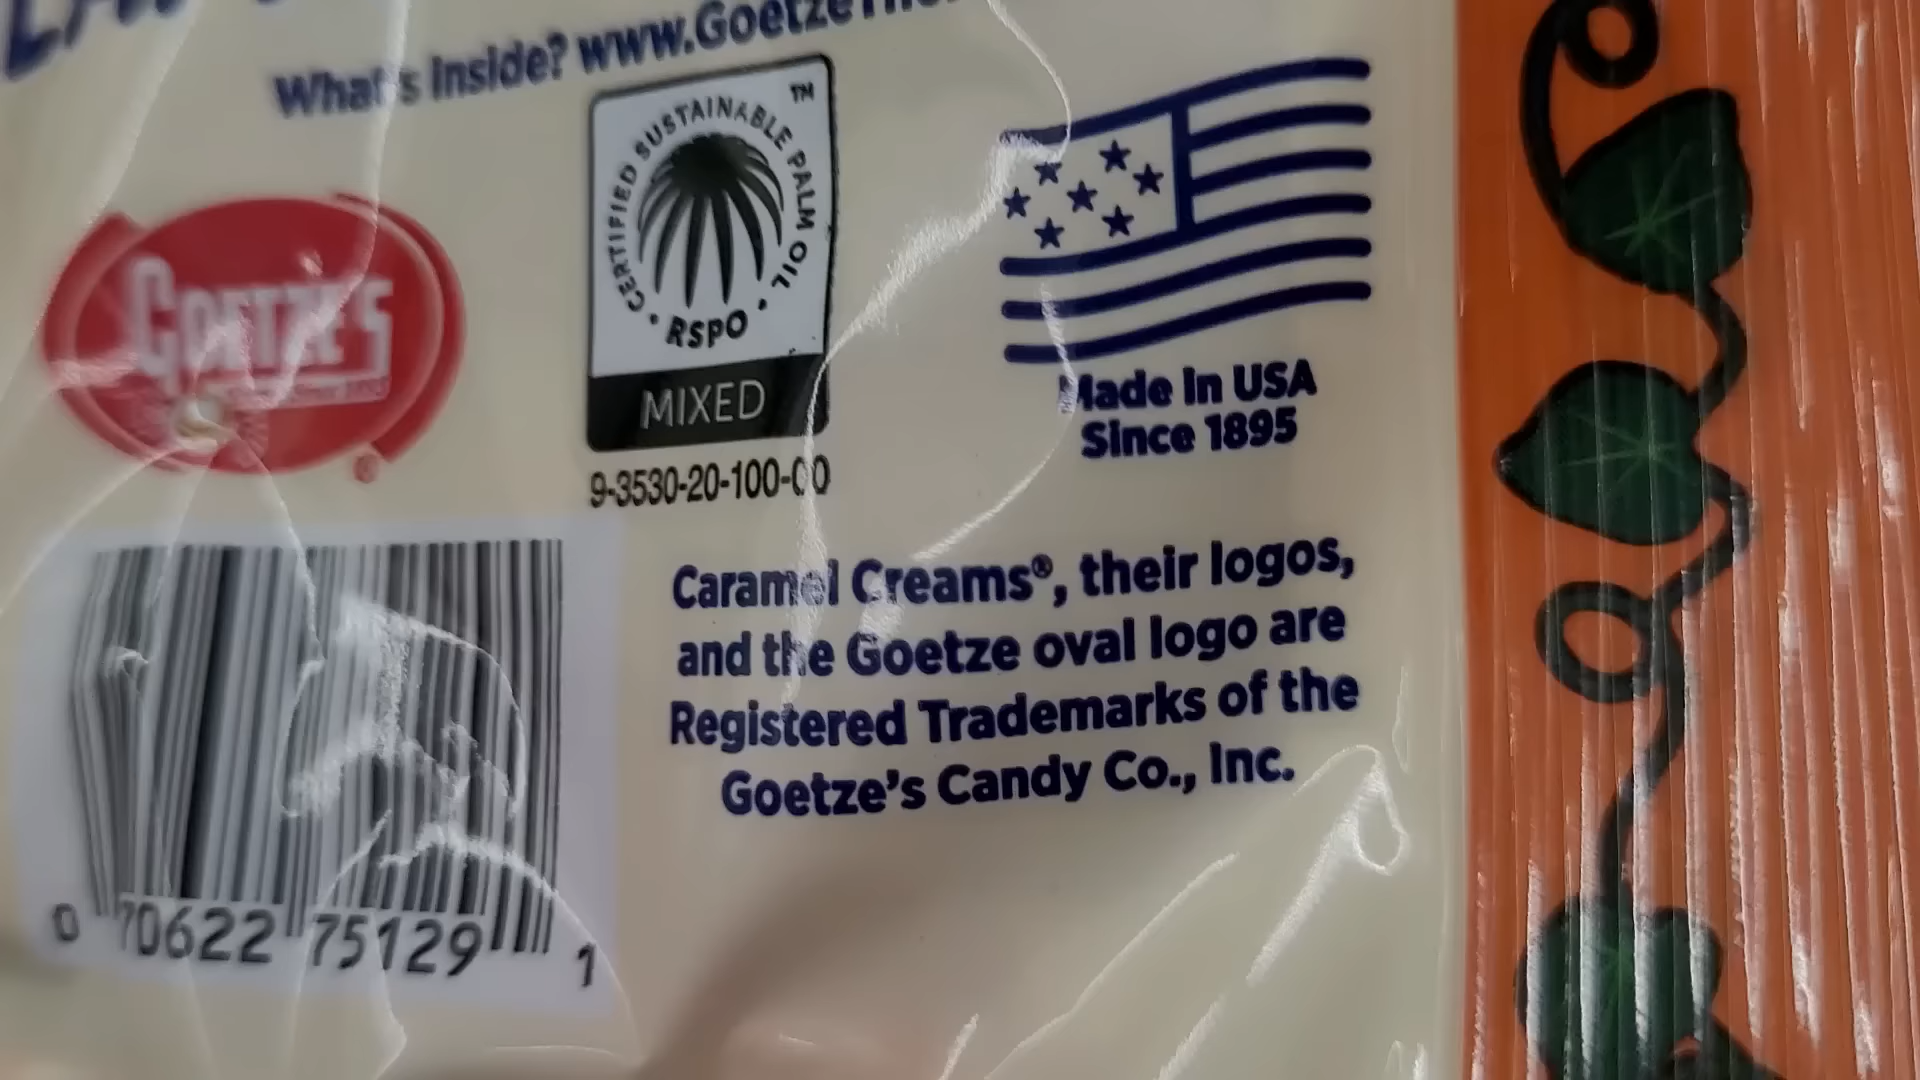 What's Inside? www.Goetze
CERTIFIED SUSTAINABLE PALM OIL
TM
RSPO
MIXED
9-3530-20-100-00
GOETZE'S
®
Made In USA
Since 1895
Caramel Creams®, their logos,
and the Goetze oval logo are
Registered Trademarks of the
Goetze's Candy Co., Inc.
0 70622 75129 1